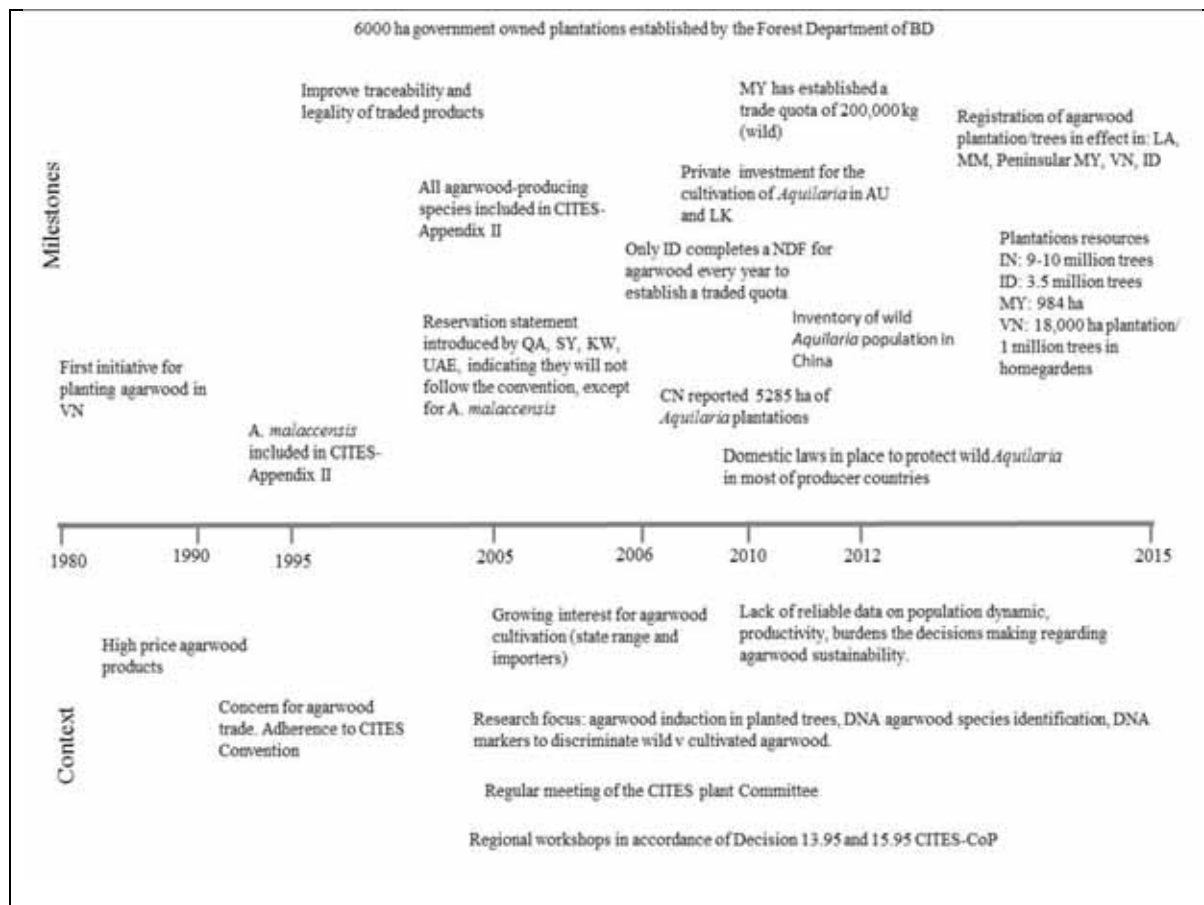 6000 ha government owned plantations established by the Forest Department of BD
Improve traceability and
legality of traded products
MY has established a
trade quota of 200,000 kg
(wild)
Registration of agarwood
plantation/trees in effect in: LA,
MM, Peninsular MY, VN, ID
Milestones
All agarwood-producing
species included in CITES-
Appendix II
Private investment for the
cultivation of Aquilaria in AU
and LK
Only ID completes a NDF for
agarwood every year to
establish a traded quota
Plantations resources
IN: 9-10 million trees
ID: 3.5 million trees
MY: 984 ha
VN: 18,000 ha plantation/
1 million trees in
homegardens
Reservation statement
introduced by QA, SY, KW,
UAE, indicating they will not
follow the convention, except
for A. malaccensis
Inventory of wild
Aquilaria population in
China
First initiative for
planting agarwood in
VN
CN reported 5285 ha of
Aquilaria plantations
A. malaccensis
included in CITES-
Appendix II
Domestic laws in place to protect wild Aquilaria
in most of producer countries
1980 1990 1995 2005 2006 2010 2012 2015
Context
High price agarwood
products
Growing interest for agarwood
cultivation (state range and
importers)
Lack of reliable data on population dynamic,
productivity, burdens the decisions making regarding
agarwood sustainability.
Concern for agarwood
trade. Adherence to CITES
Convention
Research focus: agarwood induction in planted trees, DNA agarwood species identification, DNA
markers to discriminate wild v cultivated agarwood.
Regular meeting of the CITES plant Committee
Regional workshops in accordance of Decision 13.95 and 15.95 CITES-CoP